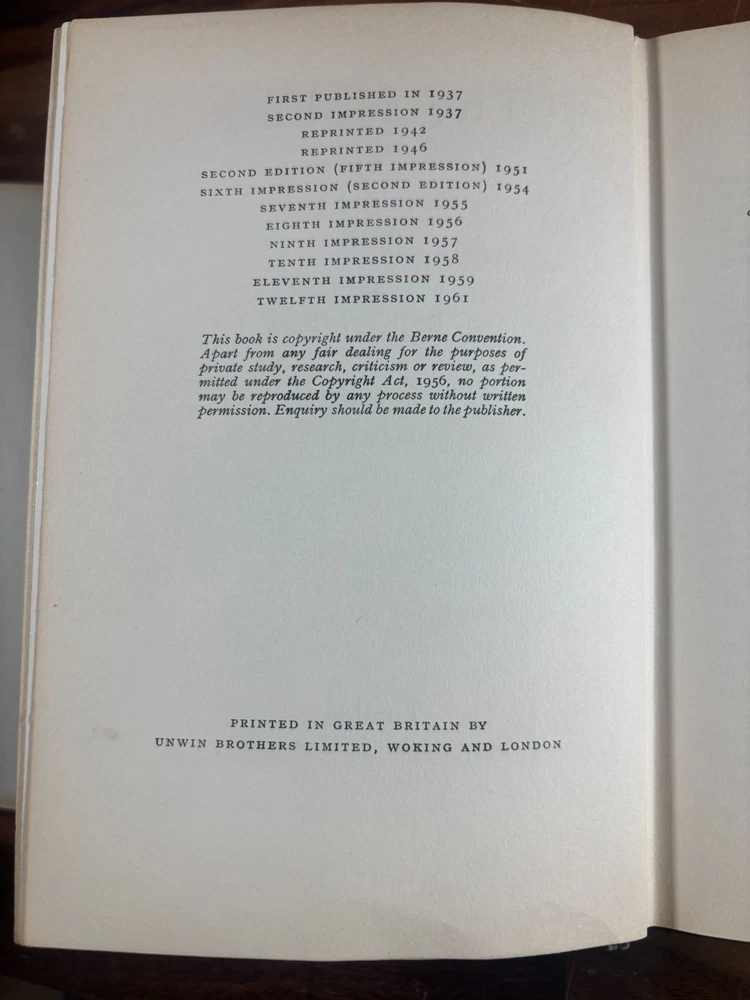 FIRST PUBLISHED IN 1937
SECOND IMPRESSION 1937
REPRINTED 1942
REPRINTED 1946
SECOND EDITION (FIFTH IMPRESSION) 1951
SIXTH IMPRESSION (SECOND EDITION) 1954
SEVENTH IMPRESSION 1955
EIGHTH IMPRESSION 1956
NINTH IMPRESSION 1957
TENTH IMPRESSION 1958
ELEVENTH IMPRESSION 1959
TWELFTH IMPRESSION 1961
This book is copyright under the Berne Convention.
Apart from any fair dealing for the purposes of
private study, research, criticism or review, as per-
mitted under the Copyright Act, 1956, no portion
may be reproduced by any process without written
permission. Enquiry should be made to the publisher.
PRINTED IN GREAT BRITAIN BY
UNWIN BROTHERS LIMITED, WOKING AND LONDON